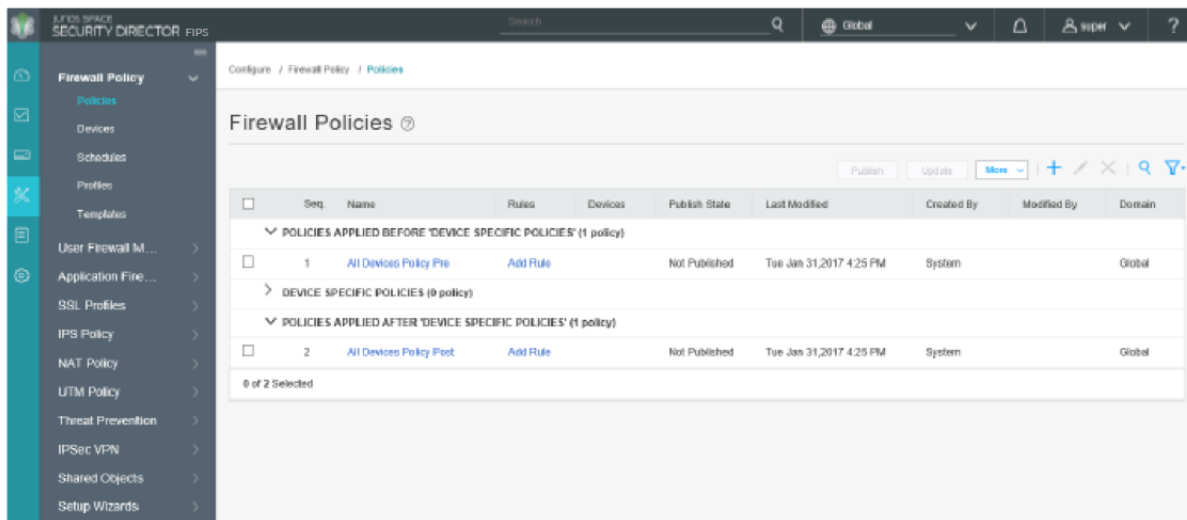 JUNOS SPACE
SECURITY DIRECTOR FIPS
Search
Global
super
?
Firewall Policy
Policies
Devices
Schedules
Profiles
Templates
User Firewall M...
Application Fire...
SSL Profiles
IPS Policy
NAT Policy
UTM Policy
Threat Prevention
IPSec VPN
Shared Objects
Setup Wizards
Configure / Firewall Policy / Policies
Firewall Policies ?
Publish Update More
Seq. Name Rules Devices Publish State Last Modified Created By Modified By Domain
POLICIES APPLIED BEFORE 'DEVICE SPECIFIC POLICIES' (1 policy)
1 All Devices Policy Pre Add Rule Not Published Tue Jan 31,2017 4:25 PM System Global
DEVICE SPECIFIC POLICIES (0 policy)
POLICIES APPLIED AFTER 'DEVICE SPECIFIC POLICIES' (1 policy)
2 All Devices Policy Post Add Rule Not Published Tue Jan 31,2017 4:25 PM System Global
0 of 2 Selected